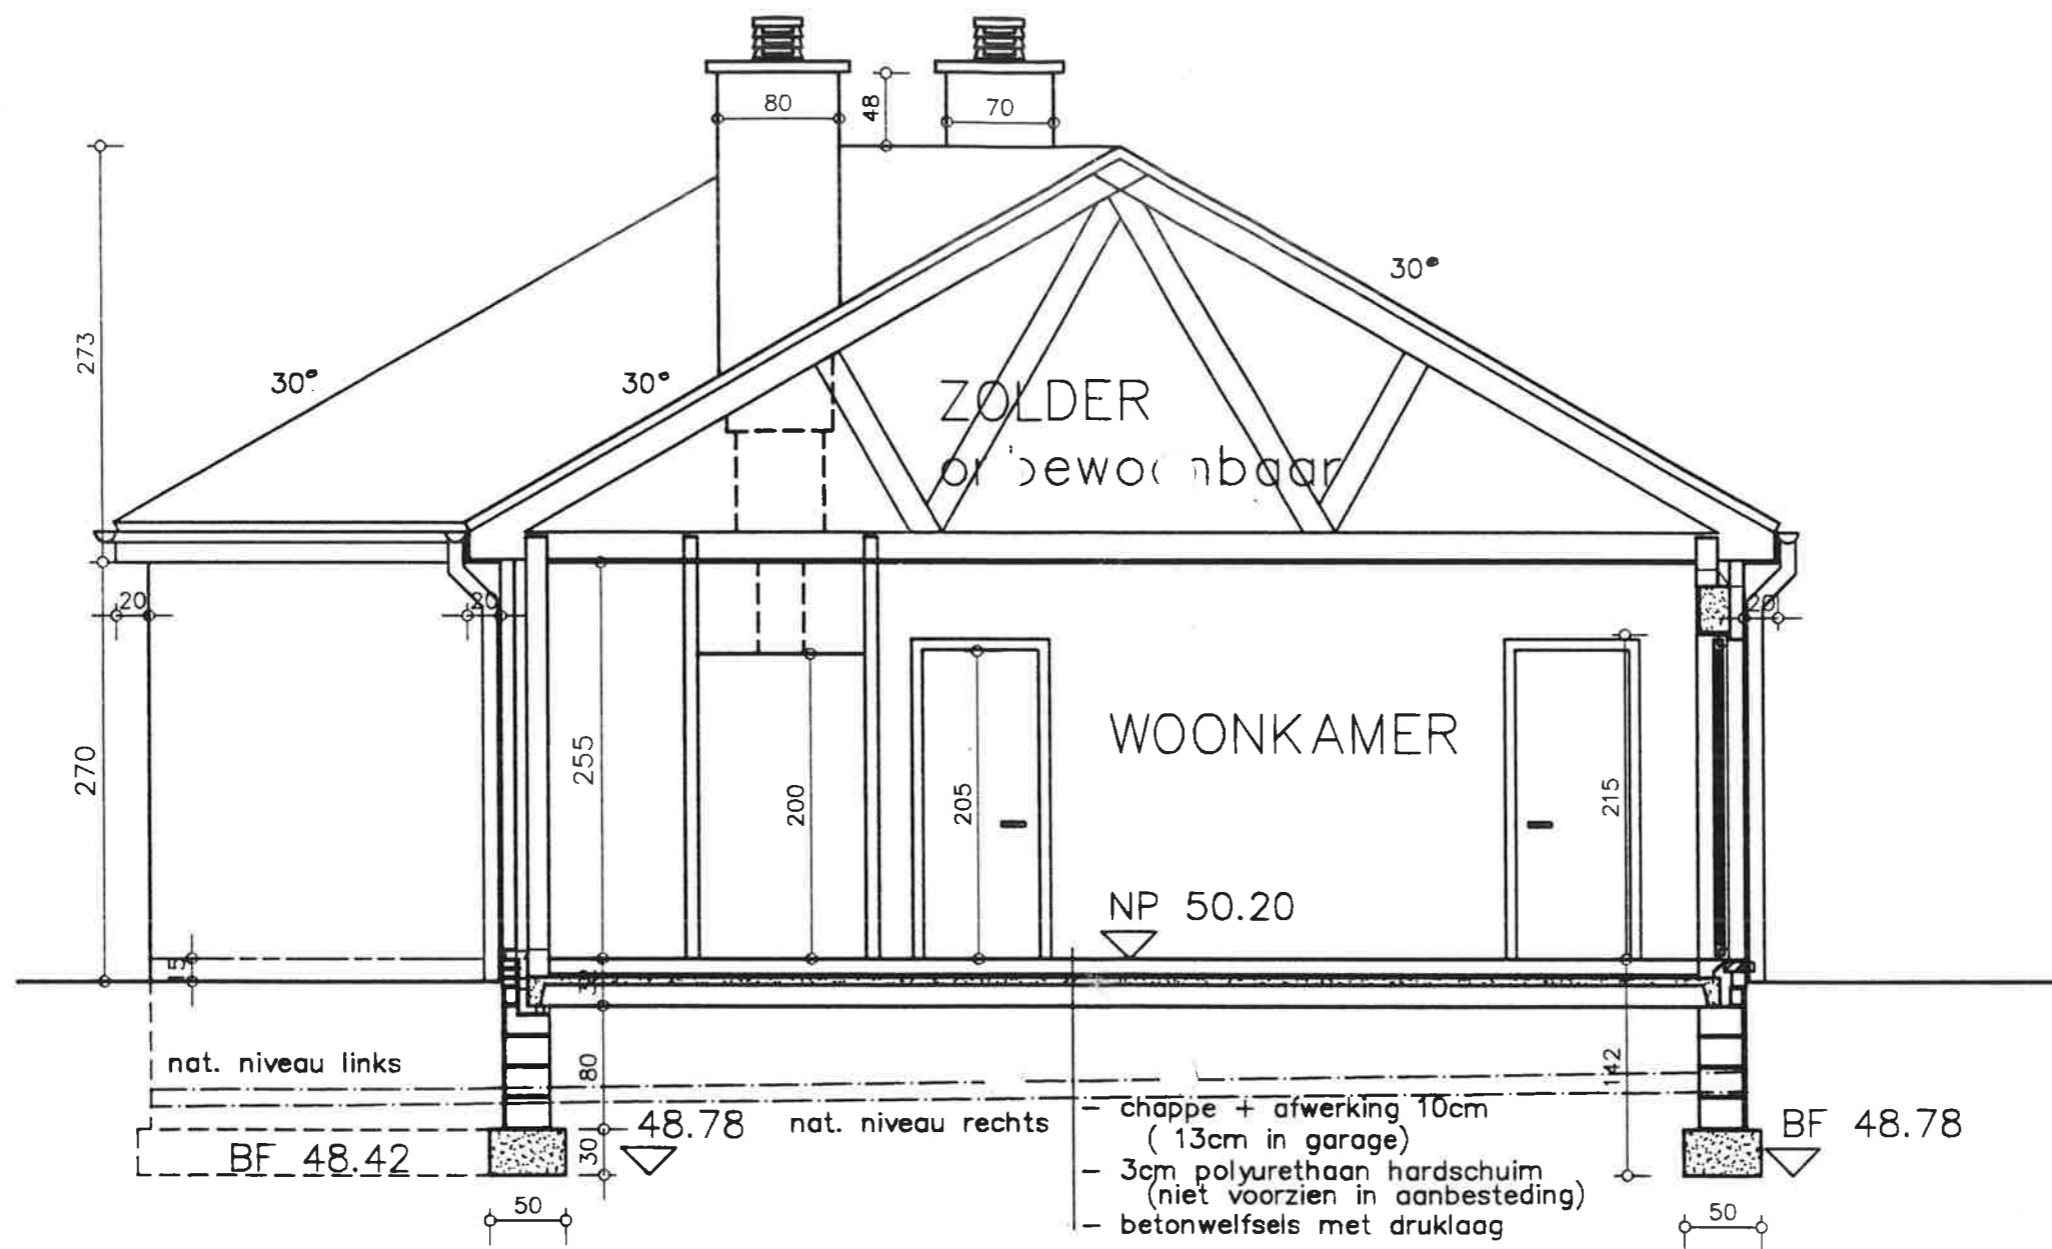 80
48
70
30°
273
30°
30°
ZOLDER
20
20
20
270
255
200
205
WOONKAMER
215
NP 50.20
15
nat. niveau links
80
142
48.78
nat. niveau rechts
- chappe + afwerking 10cm
( 13cm in garage)
BF 48.78
BF 48.42
30
- 3cm polyurethaan hardschuim
(niet voorzien in aanbesteding)
- betonwelfsels met druklaag
50
50